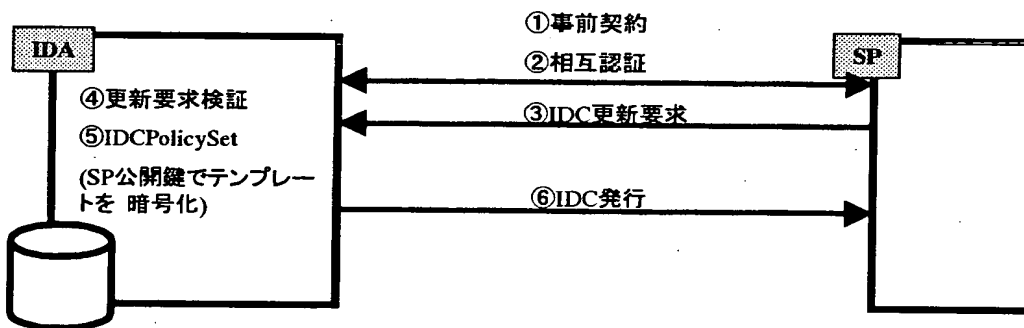 ①事前契約
IDA
SP
②相互認証
④更新要求検証
③IDC更新要求
⑤IDCPolicySet
(SP公開鍵でテンプレー
トを 暗号化)
⑥IDC発行